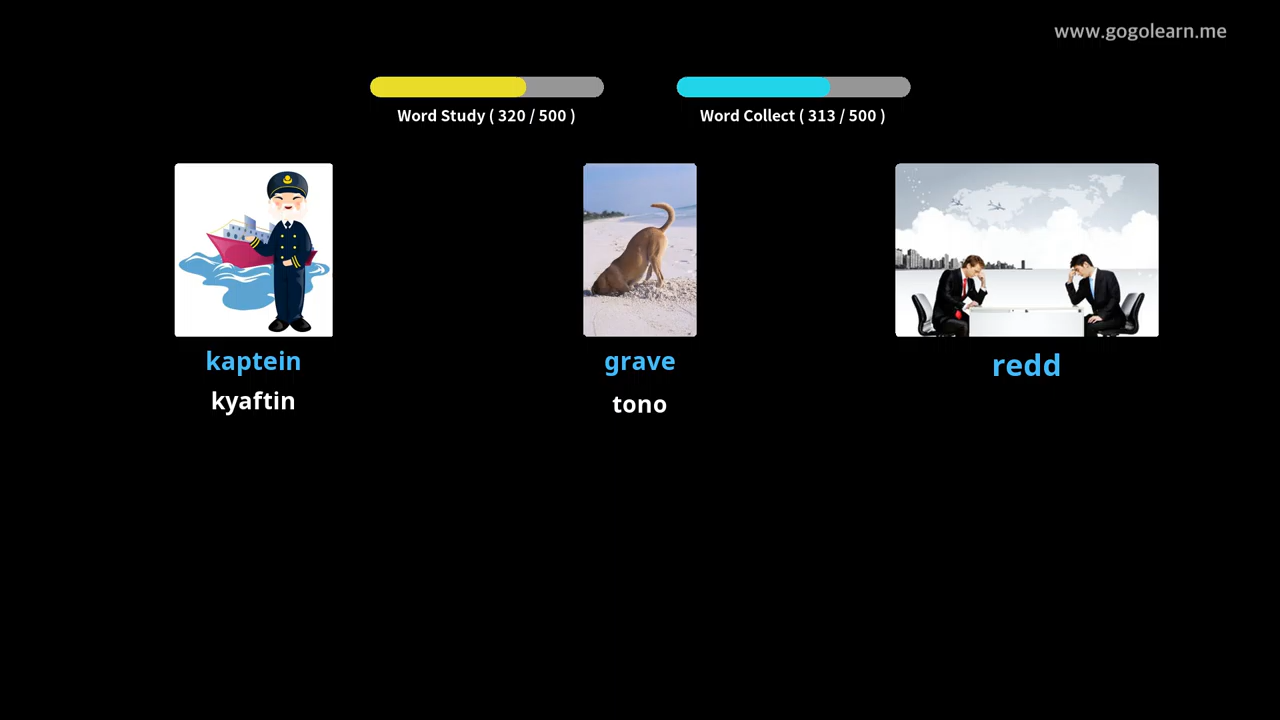 www.gogolearn.me
Word Study ( 320 / 500 )
Word Collect ( 313 / 500 )
kaptein
kyaftin
grave
tono
redd